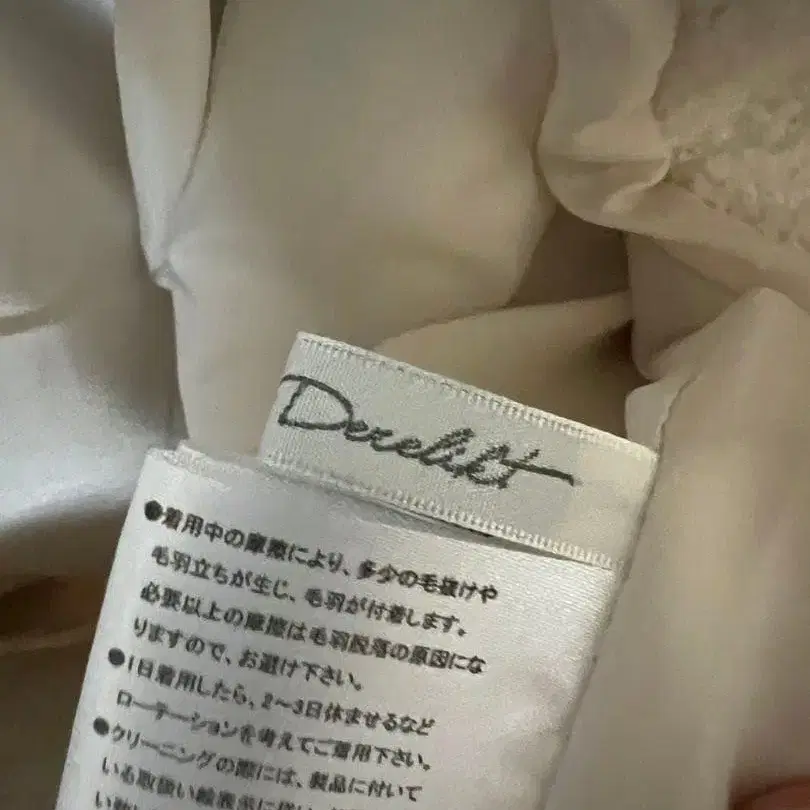 Derelikt
●着用中の摩擦により、多少の毛抜けや
毛羽立ちが生じ、毛羽が付着します。
必要以上の摩擦は毛羽脱落の原因にな
りますので、お避け下さい。
●1日着用したら、2〜3日休ませるなど
ローテーションを考えてご着用下さい。
●クリーニングの際には、製品に付いて
いる取扱い絵表示に従い